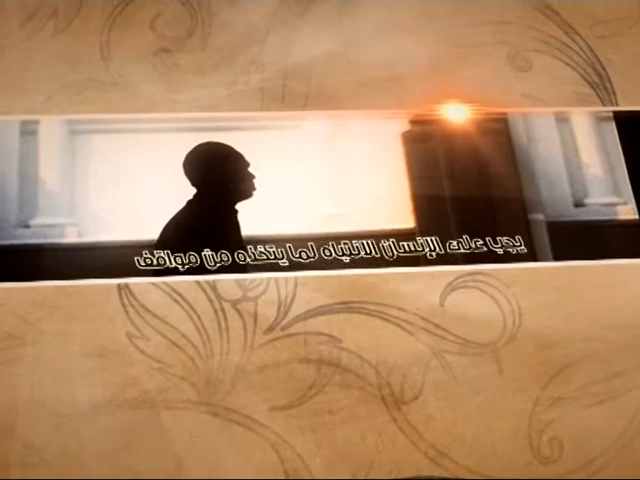 يجب على الإنسان الانتباه لما يتخذه من مواقف